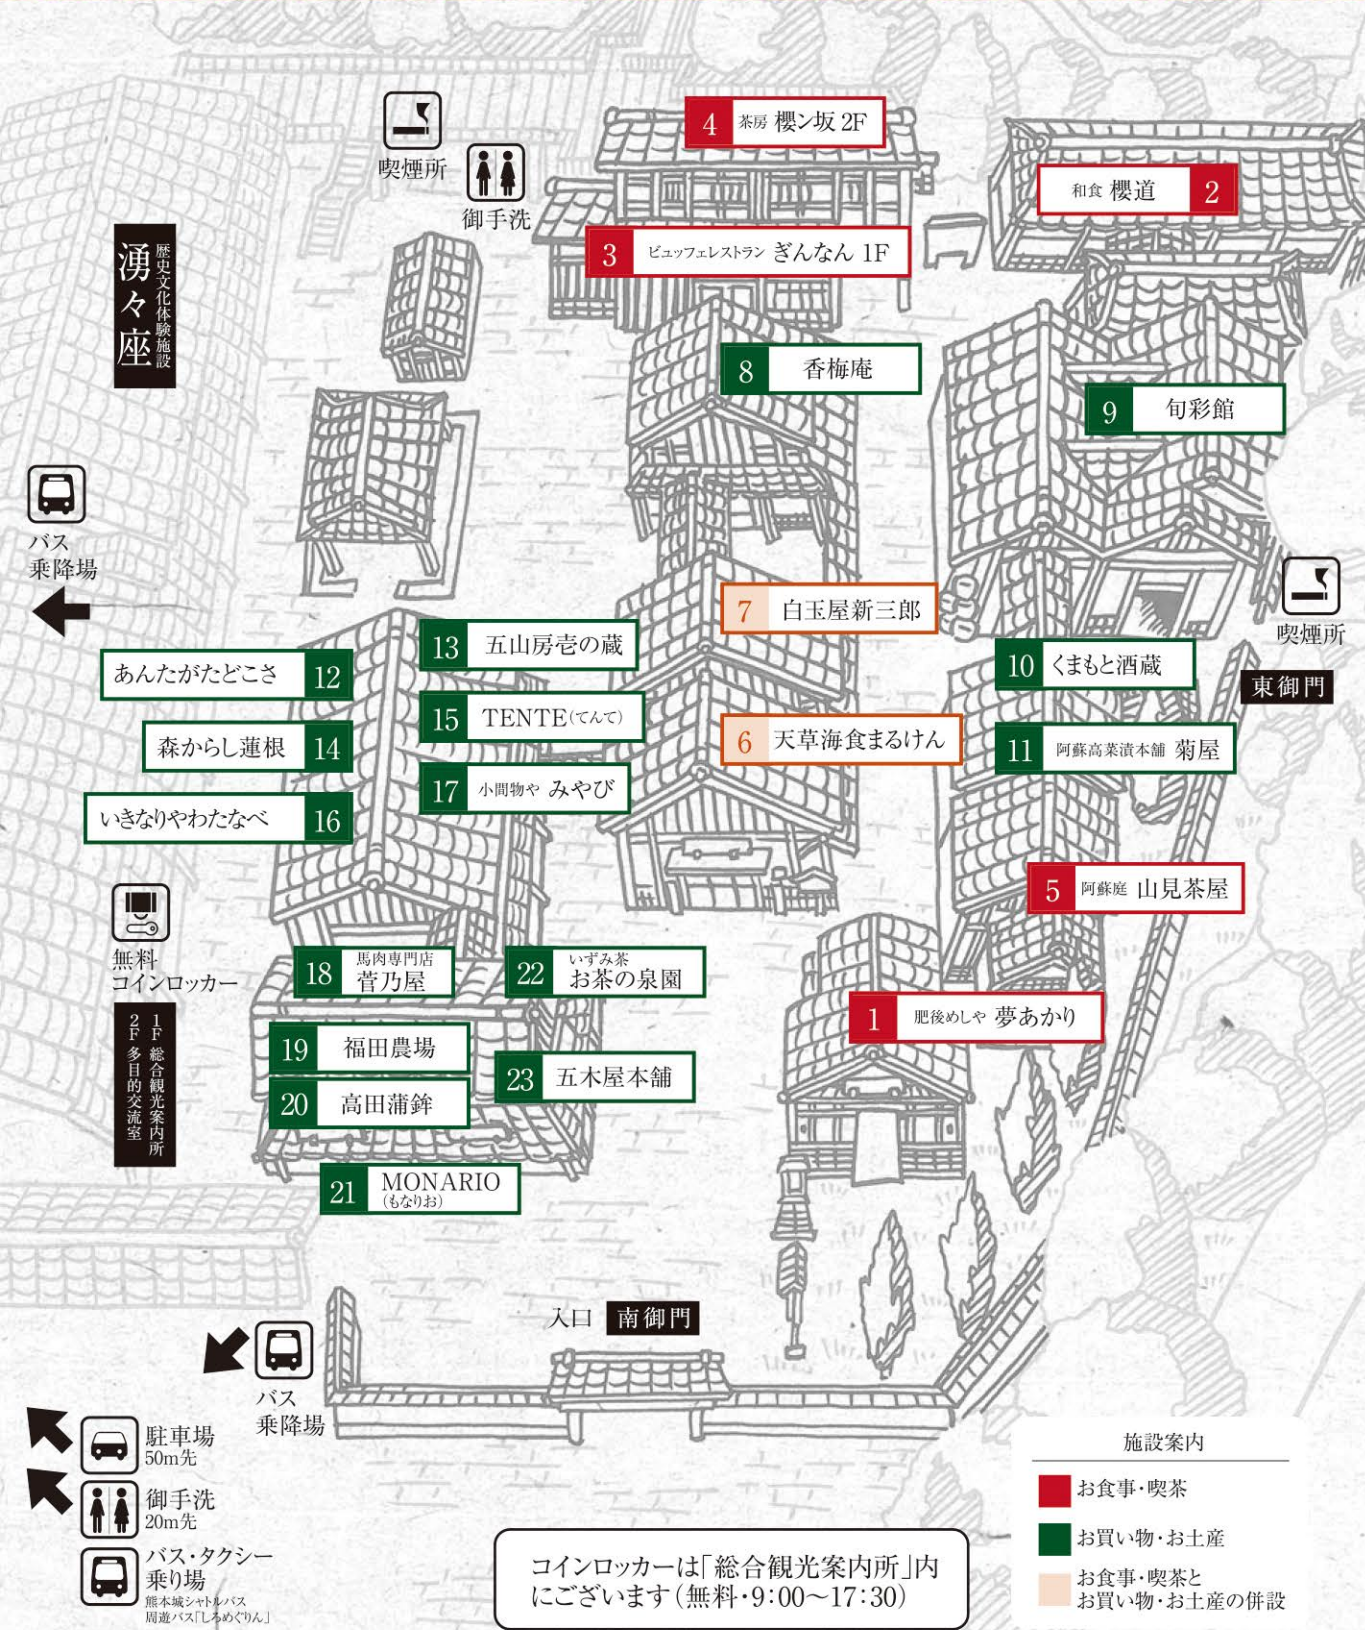 喫煙所
御手洗
4 茶房 櫻ン坂 2F
和食 櫻道 2
3 ビュッフェレストラン ぎんなん 1F
歴史文化体験施設
湧々座
8 香梅庵
9 旬彩館
バス
乗降場
喫煙所
東御門
7 白玉屋新三郎
13 五山房壱の蔵
あんたがたどこさ 12
10 くまもと酒蔵
15 TENTE(てんて)
森からし蓮根 14
6 天草海食まるけん
11 阿蘇高菜漬本舗 菊屋
17 小間物や みやび
いきなりやわたなべ 16
5 阿蘇庭 山見茶屋
無料
コインロッカー
1F 総合観光案内所
2F 多目的交流室
18 馬肉専門店
菅乃屋
22 いずみ茶
お茶の泉園
1 肥後めしや 夢あかり
19 福田農場
23 五木屋本舗
20 高田蒲鉾
21 MONARIO
(もなりお)
入口 南御門
バス
乗降場
駐車場
50m先
御手洗
20m先
バス・タクシー
乗り場
熊本城シャトルバス
周遊バス「しろめぐりん」
コインロッカーは「総合観光案内所」内
にございます(無料・9:00〜17:30)
施設案内
お食事・喫茶
お買い物・お土産
お食事・喫茶と
お買い物・お土産の併設